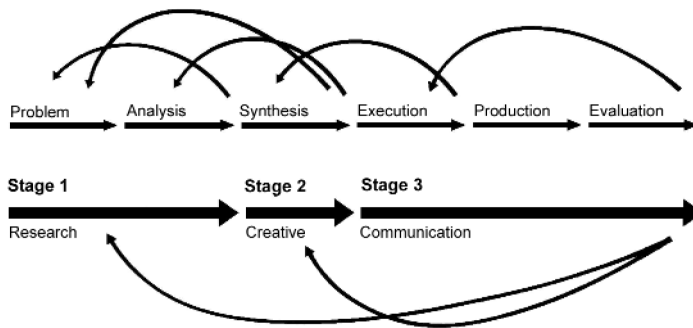 Problem Analysis Synthesis Execution Production Evaluation
Stage 1 Stage 2 Stage 3
Research Creative Communication